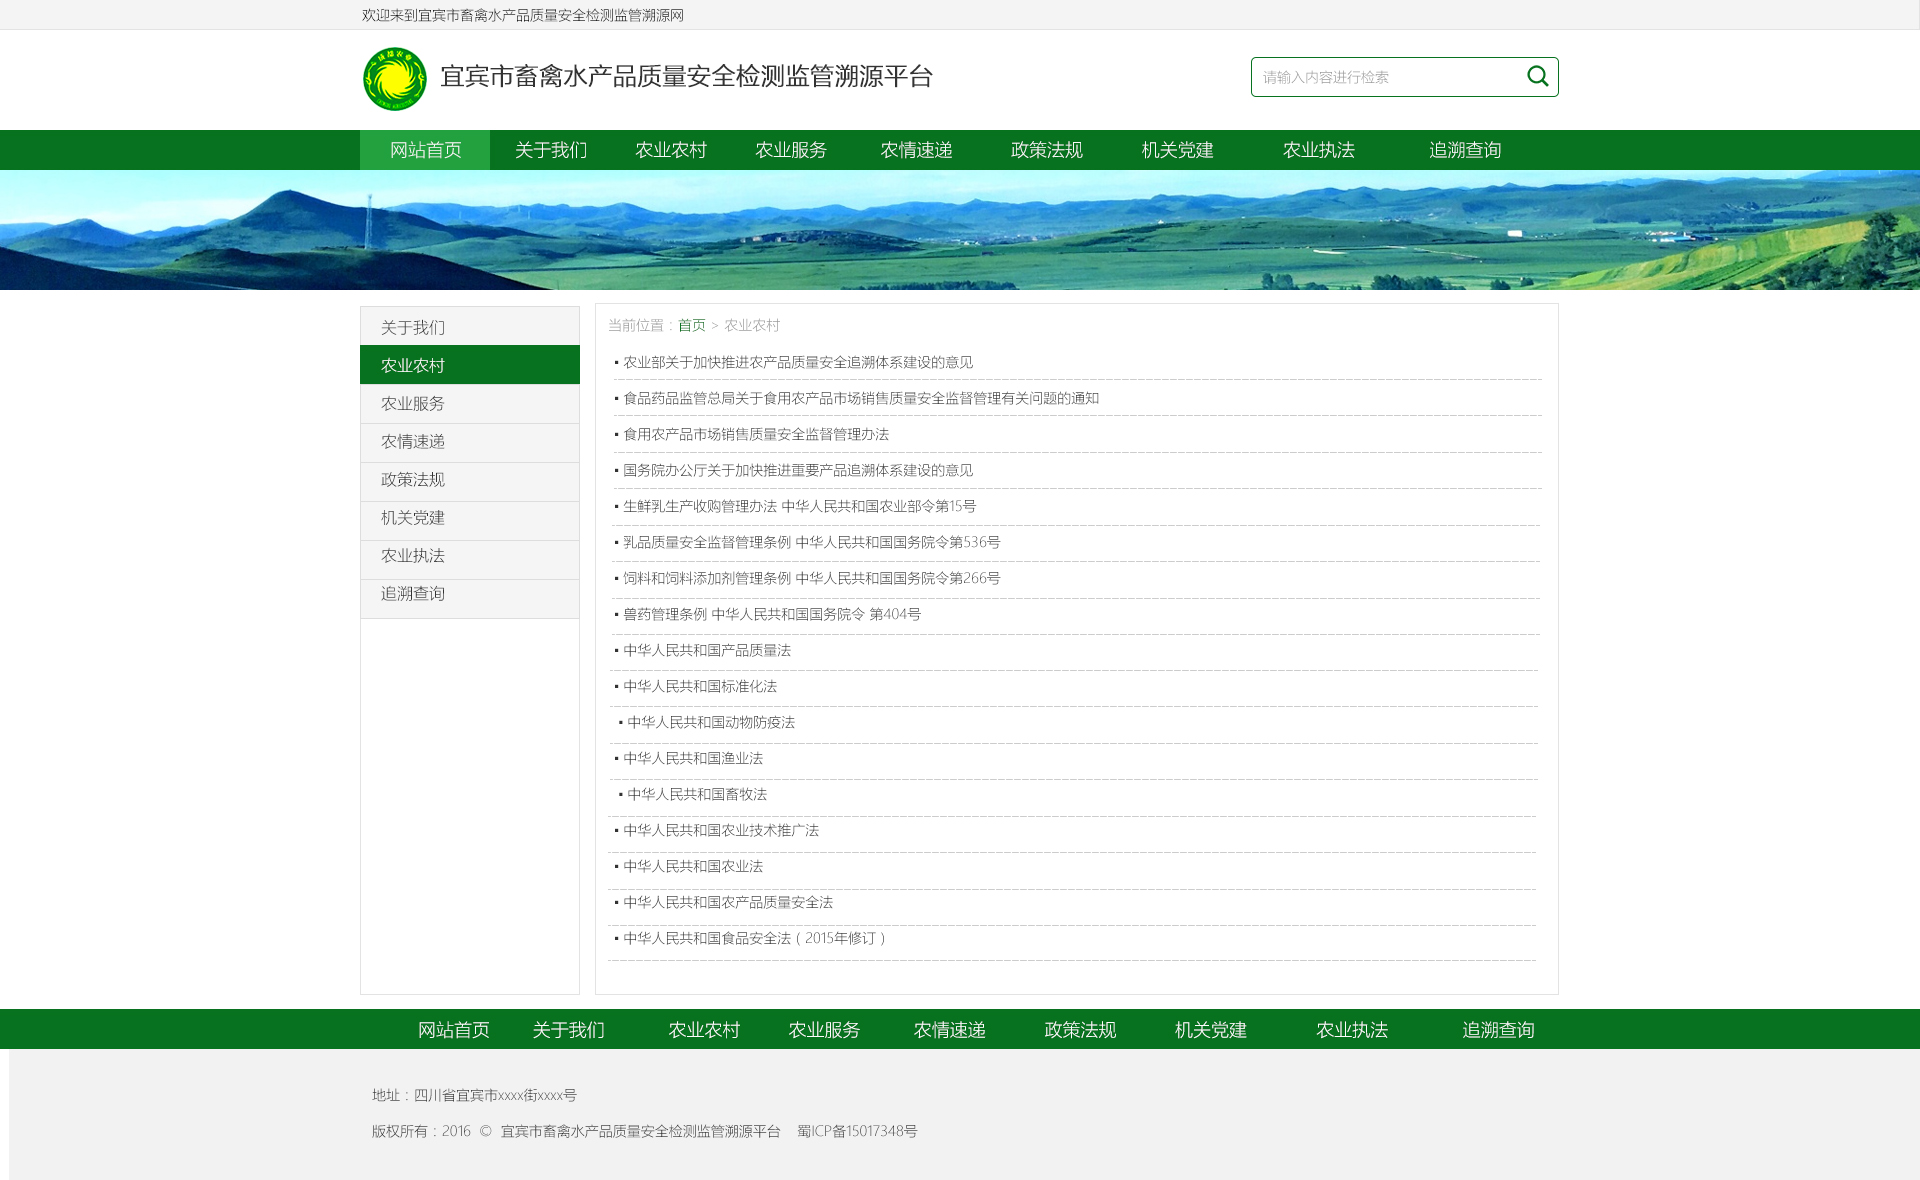 欢迎来到宜宾市畜禽水产品质量安全检测监管溯源网
宜宾市畜禽水产品质量安全检测监管溯源平台
请输入内容进行检索
网站首页 关于我们 农业农村 农业服务 农情速递 政策法规 机关党建 农业执法 追溯查询
关于我们
农业农村
农业服务
农情速递
政策法规
机关党建
农业执法
追溯查询
当前位置：首页 > 农业农村
▪ 农业部关于加快推进农产品质量安全追溯体系建设的意见
▪ 食品药品监管总局关于食用农产品市场销售质量安全监督管理有关问题的通知
▪ 食用农产品市场销售质量安全监督管理办法
▪ 国务院办公厅关于加快推进重要产品追溯体系建设的意见
▪ 生鲜乳生产收购管理办法 中华人民共和国农业部令第15号
▪ 乳品质量安全监督管理条例 中华人民共和国国务院令第536号
▪ 饲料和饲料添加剂管理条例 中华人民共和国国务院令第266号
▪ 兽药管理条例 中华人民共和国国务院令 第404号
▪ 中华人民共和国产品质量法
▪ 中华人民共和国标准化法
▪ 中华人民共和国动物防疫法
▪ 中华人民共和国渔业法
▪ 中华人民共和国畜牧法
▪ 中华人民共和国农业技术推广法
▪ 中华人民共和国农业法
▪ 中华人民共和国农产品质量安全法
▪ 中华人民共和国食品安全法（2015年修订）
网站首页 关于我们 农业农村 农业服务 农情速递 政策法规 机关党建 农业执法 追溯查询
地址：四川省宜宾市xxxx街xxxx号
版权所有：2016 © 宜宾市畜禽水产品质量安全检测监管溯源平台 蜀ICP备15017348号